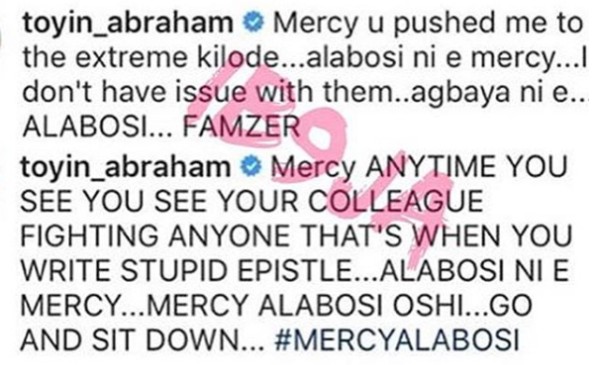 toyin_abraham Mercy u pushed me to
the extreme kilode...alabosi ni e mercy...I
don't have issue with them..agbaya ni e...
ALABOSI... FAMZER
toyin_abraham Mercy ANYTIME YOU
SEE YOU SEE YOUR COLLEAGUE
FIGHTING ANYONE THAT'S WHEN YOU
WRITE STUPID EPISTLE...ALABOSI NI E
MERCY...MERCY ALABOSI OSHI...GO
AND SIT DOWN... #MERCYALABOSI